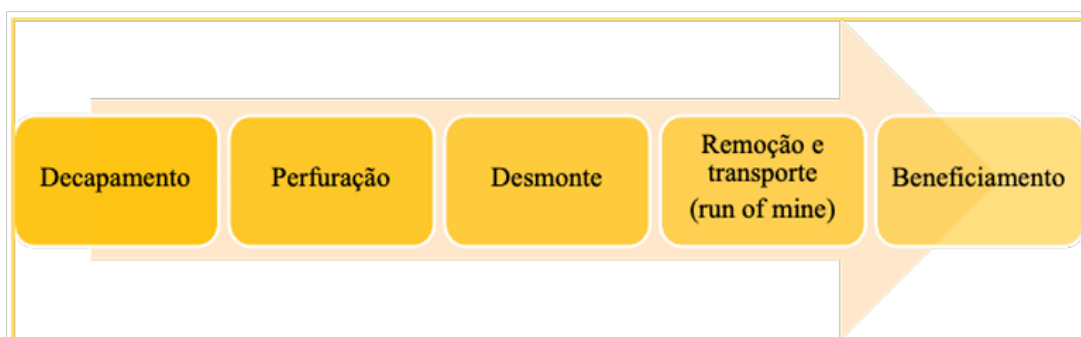 Decapamento
Perfuração
Desmonte
Remoção e
transporte
(run of mine)
Beneficiamento